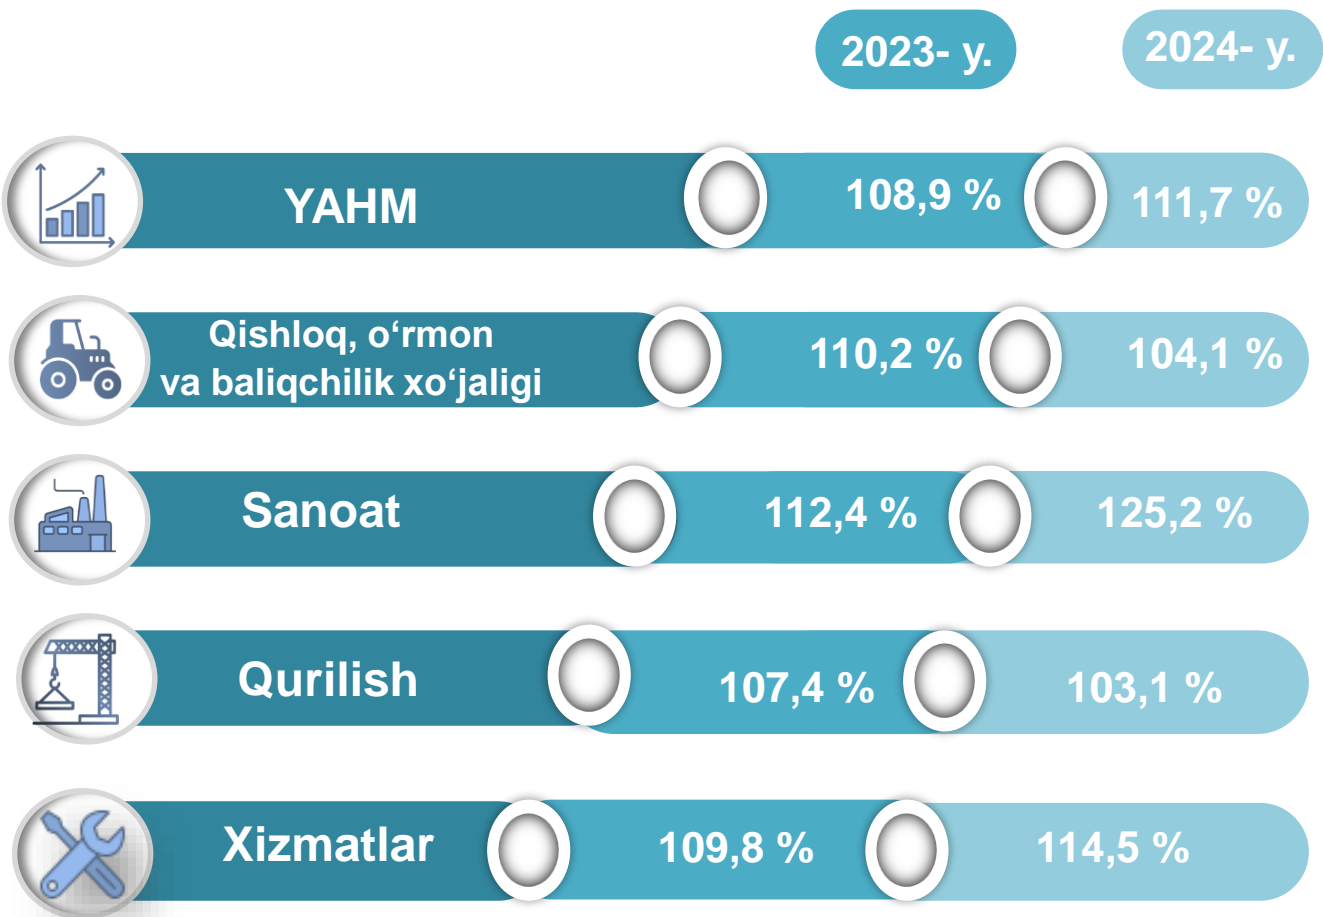 2023- y.
2024- y.
YAHM
108,9 %
111,7 %
Qishloq, o‘rmon
va baliqchilik xo‘jaligi
110,2 %
104,1 %
Sanoat
112,4 %
125,2 %
Qurilish
107,4 %
103,1 %
Xizmatlar
109,8 %
114,5 %